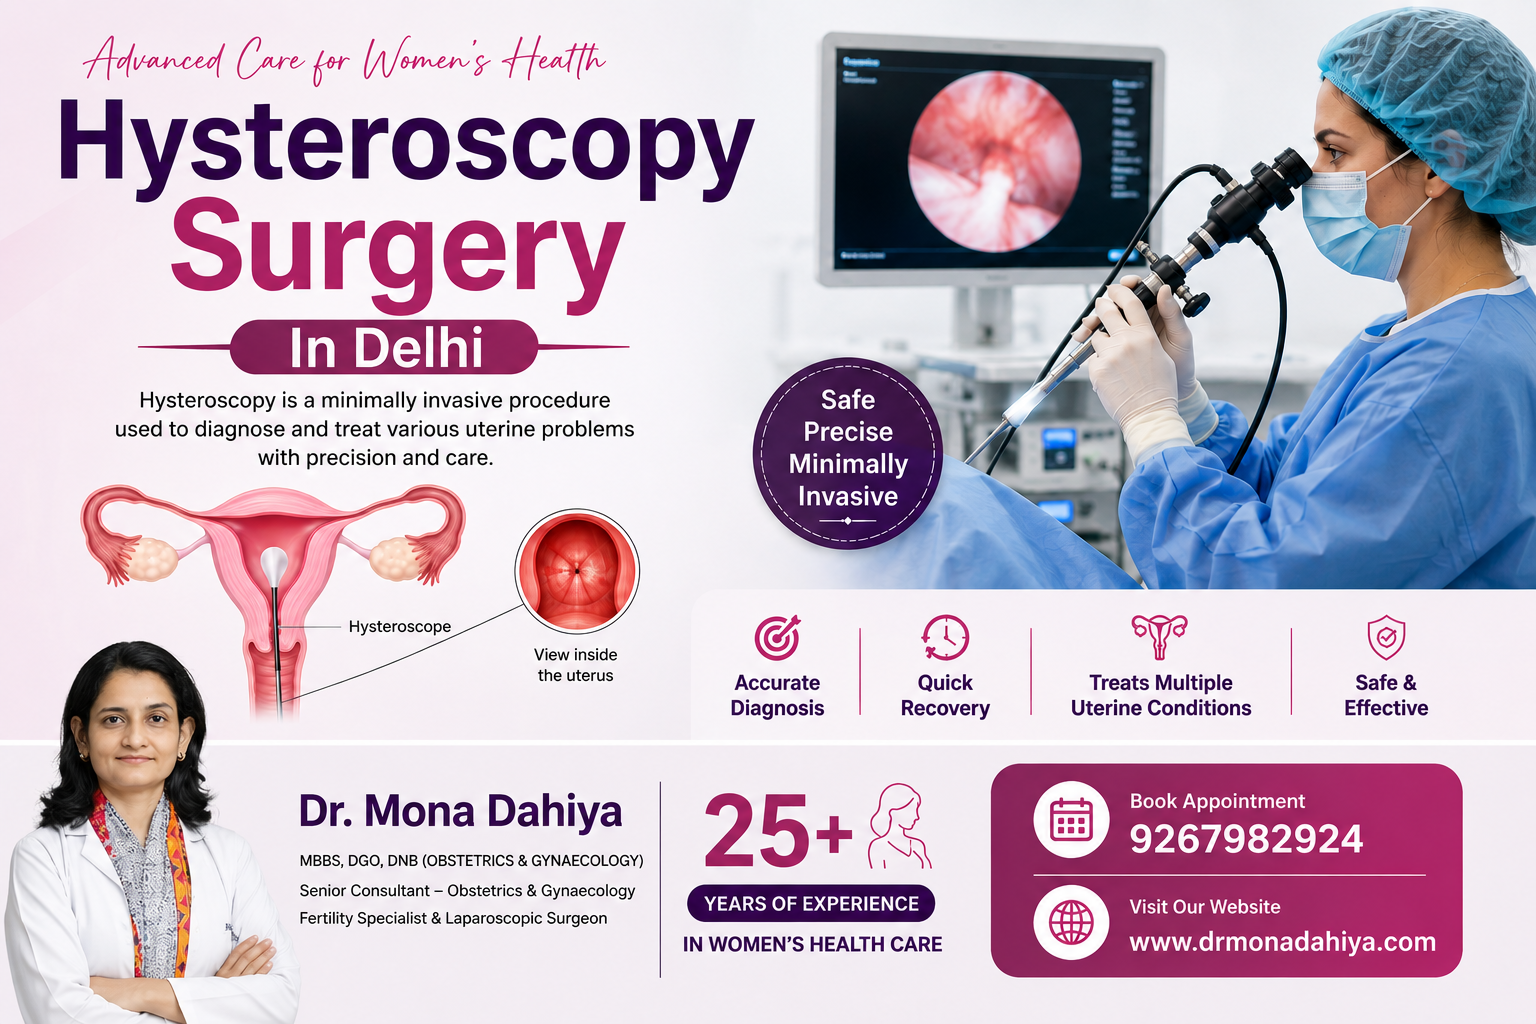 Advanced Care for Women's Health
Hysteroscopy
Surgery
In Delhi
Hysteroscopy is a minimally invasive procedure
used to diagnose and treat various uterine problems
with precision and care.
Hysteroscope
View inside
the uterus
Safe
Precise
Minimally
Invasive
Accurate
Diagnosis
Quick
Recovery
Treats Multiple
Uterine Conditions
Safe &
Effective
Dr. Mona Dahiya
MBBS, DGO, DNB (OBSTETRICS & GYNAECOLOGY)
Senior Consultant – Obstetrics & Gynaecology
Fertility Specialist & Laparoscopic Surgeon
25+
YEARS OF EXPERIENCE
IN WOMEN'S HEALTH CARE
Book Appointment
9267982924
Visit Our Website
www.drmonadahiya.com